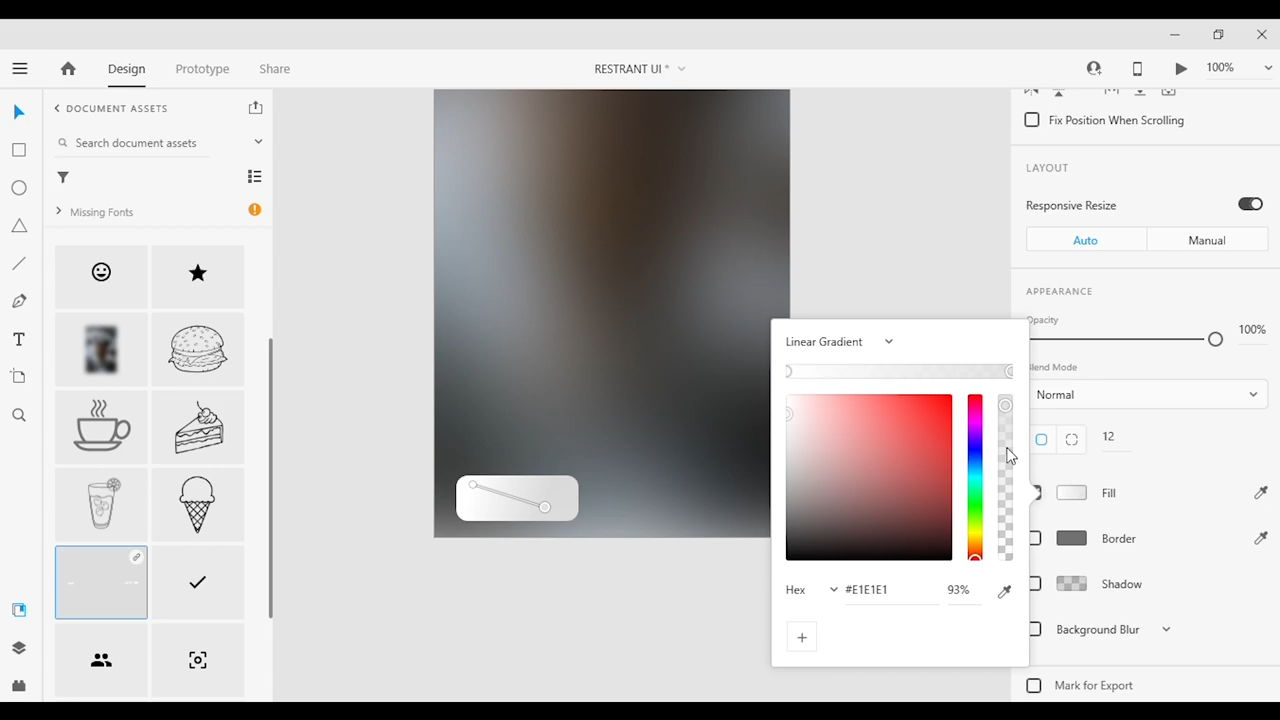 Design
Prototype
Share
RESTRANT UI *
100%
DOCUMENT ASSETS
Search document assets
Missing Fonts
Fix Position When Scrolling
LAYOUT
Responsive Resize
Auto
Manual
APPEARANCE
Opacity
100%
Blend Mode
Normal
12
Fill
Border
Shadow
Background Blur
Mark for Export
Linear Gradient
Hex
#E1E1E1
93%